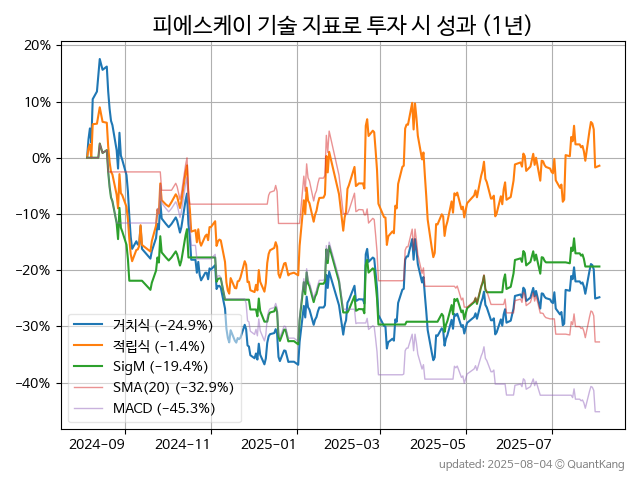 피에스케이 기술 지표로 투자 시 성과 (1년)
20%
10%
0%
−10%
−20%
−30%
−40%
거치식 (−24.9%)
적립식 (−1.4%)
SigM (−19.4%)
SMA(20) (−32.9%)
MACD (−45.3%)
2024-09
2024-11
2025-01
2025-03
2025-05
2025-07
updated: 2025-08-04 © QuantKang